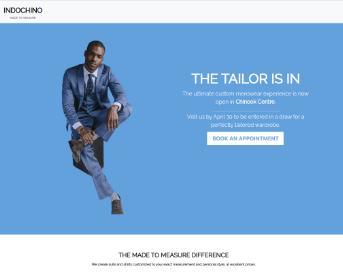 INDOCHINO
MADE TO MEASURE
THE TAILOR IS IN
The ultimate custom menswear experience is now
open in Chinook Centre.
Visit us by April 30 to be entered in a draw for a
perfectly tailored wardrobe.
BOOK AN APPOINTMENT
THE MADE TO MEASURE DIFFERENCE
We create suits and shirts customized to your exact measurement and personal style, at excellent prices.